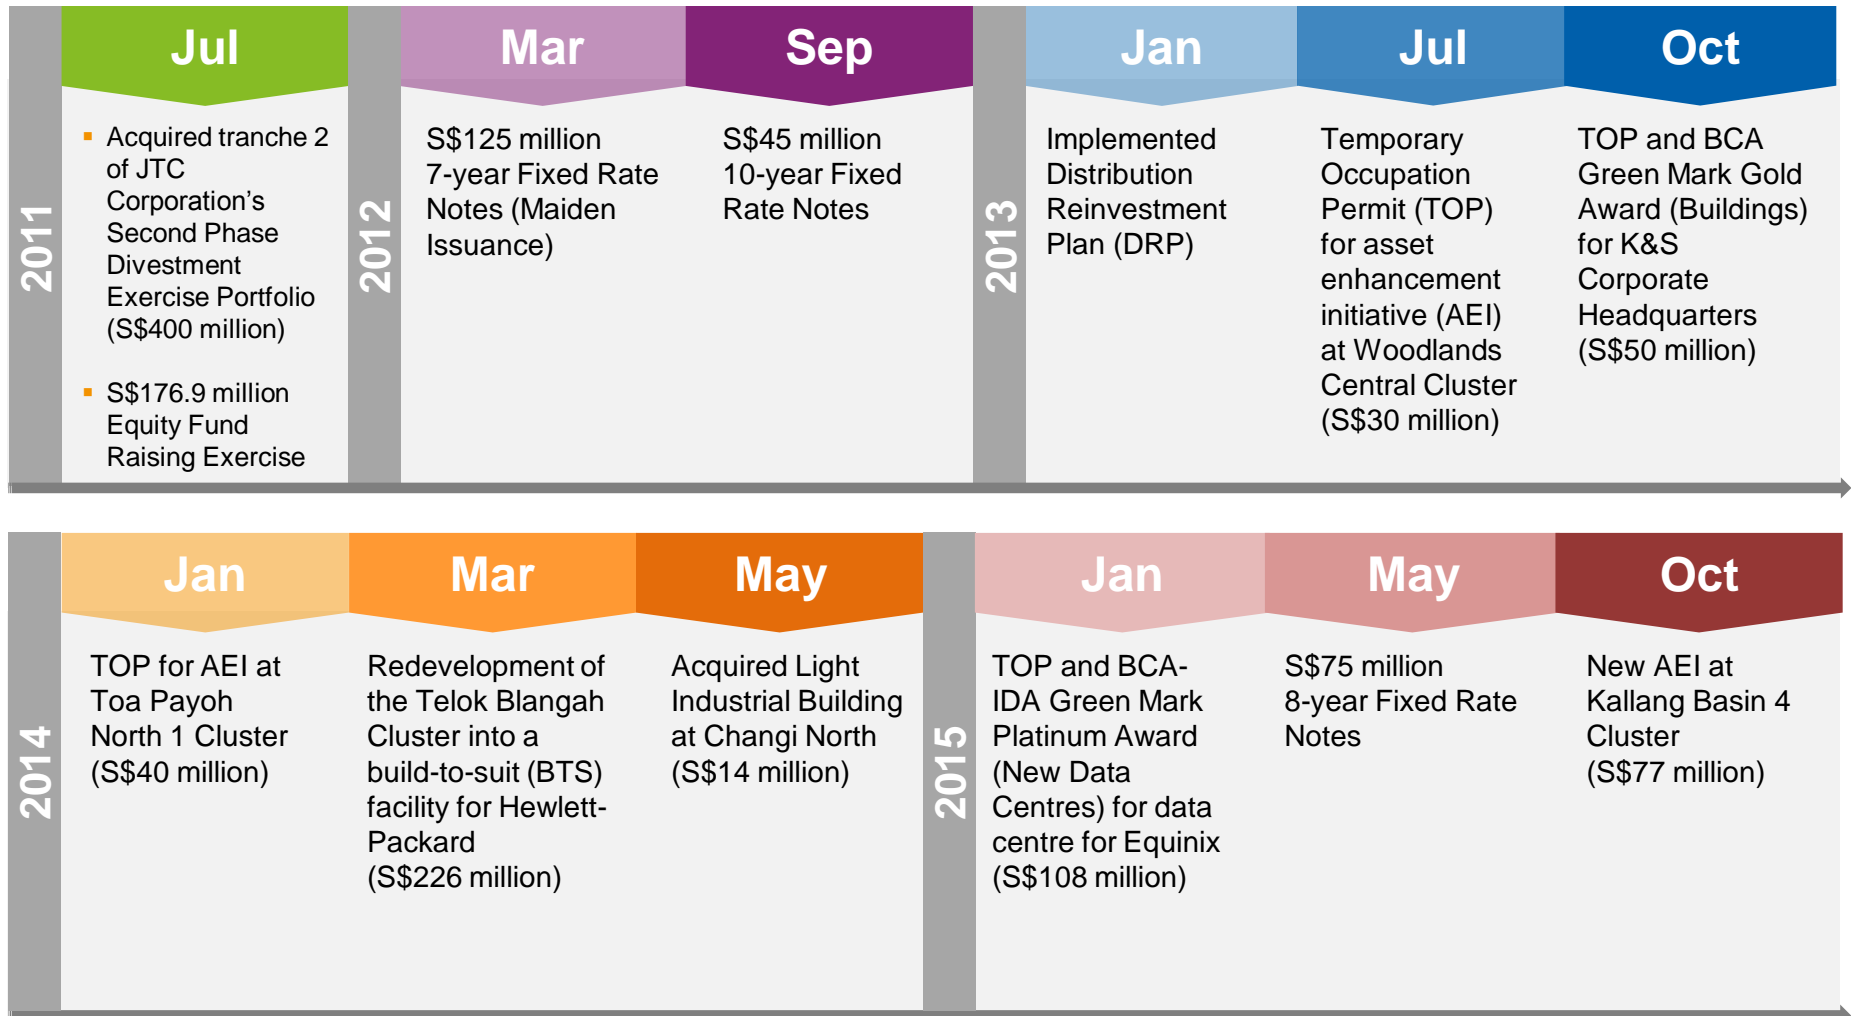 2011
Jul
▪ Acquired tranche 2
of JTC
Corporation’s
Second Phase
Divestment
Exercise Portfolio
(S$400 million)
▪ S$176.9 million
Equity Fund
Raising Exercise
2012
Mar
S$125 million
7-year Fixed Rate
Notes (Maiden
Issuance)
Sep
S$45 million
10-year Fixed
Rate Notes
2013
Jan
Implemented
Distribution
Reinvestment
Plan (DRP)
Jul
Temporary
Occupation
Permit (TOP)
for asset
enhancement
initiative (AEI)
at Woodlands
Central Cluster
(S$30 million)
Oct
TOP and BCA
Green Mark Gold
Award (Buildings)
for K&S
Corporate
Headquarters
(S$50 million)
2014
Jan
TOP for AEI at
Toa Payoh
North 1 Cluster
(S$40 million)
Mar
Redevelopment of
the Telok Blangah
Cluster into a
build-to-suit (BTS)
facility for Hewlett-
Packard
(S$226 million)
May
Acquired Light
Industrial Building
at Changi North
(S$14 million)
2015
Jan
TOP and BCA-
IDA Green Mark
Platinum Award
(New Data
Centres) for data
centre for Equinix
(S$108 million)
May
S$75 million
8-year Fixed Rate
Notes
Oct
New AEI at
Kallang Basin 4
Cluster
(S$77 million)